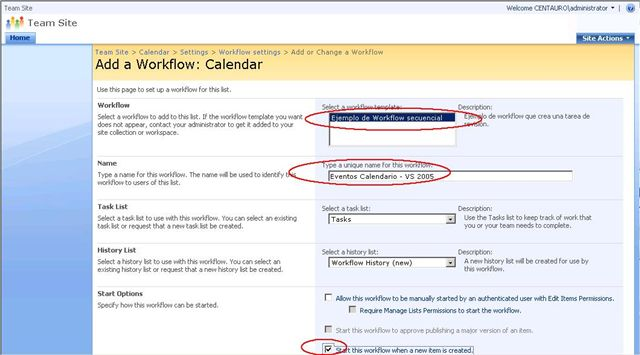 Team Site
Welcome CENTAURO\administrator
Team Site
Home
Site Actions
Team Site > Calendar > Settings > Workflow settings > Add or Change a Workflow
Add a Workflow: Calendar
Use this page to set up a workflow for this list.
Workflow
Select a workflow to add to this list. If the workflow template you want
does not appear, contact your administrator to get it added to your
site collection or workspace.
Select a workflow template:
Ejemplo de Workflow secuencial
Description:
Ejemplo de workflow que crea una tarea de
revisión.
Name
Type a name for this workflow. The name will be used to identify this
workflow to users of this list.
Type a unique name for this workflow:
Eventos Calendario - VS 2005
Task List
Select a task list to use with this workflow. You can select an existing
task list or request that a new task list be created.
Select a task list:
Tasks
Description:
Use the Tasks list to keep track of work that
you or your team needs to complete.
History List
Select a history list to use with this workflow. You can select an
existing history list or request that a new history list be created.
Select a history list:
Workflow History (new)
Description:
A new history list will be created for use by
this workflow.
Start Options
Specify how this workflow can be started.
Allow this workflow to be manually started by an authenticated user with Edit Items Permissions.
Require Manage Lists Permissions to start the workflow.
Start this workflow to approve publishing a major version of an item.
Start this workflow when a new item is created.